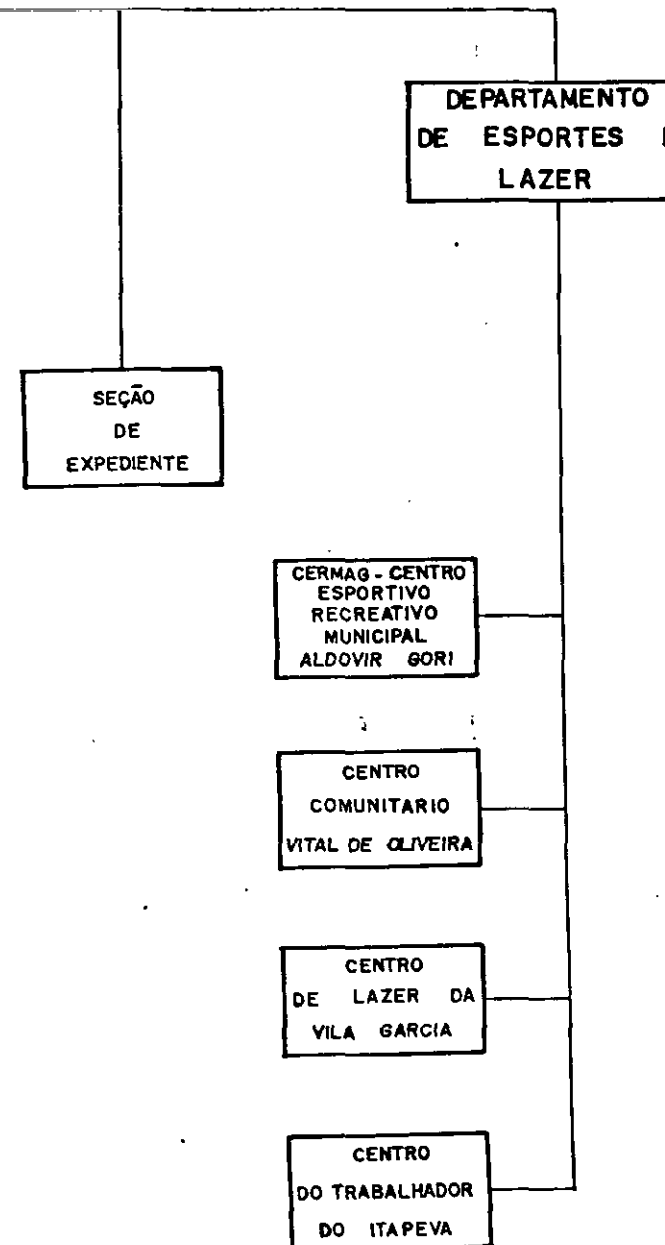 DEPARTAMENTO
DE ESPORTES
LAZER
SEÇÃO
DE
EXPEDIENTE
CERMAG - CENTRO
ESPORTIVO
RECREATIVO
MUNICIPAL
ALDOVIR GORI
CENTRO
COMUNITARIO
VITAL DE OLIVEIRA
CENTRO
DE LAZER DA
VILA GARCIA
CENTRO
DO TRABALHADOR
DO ITAPEVA